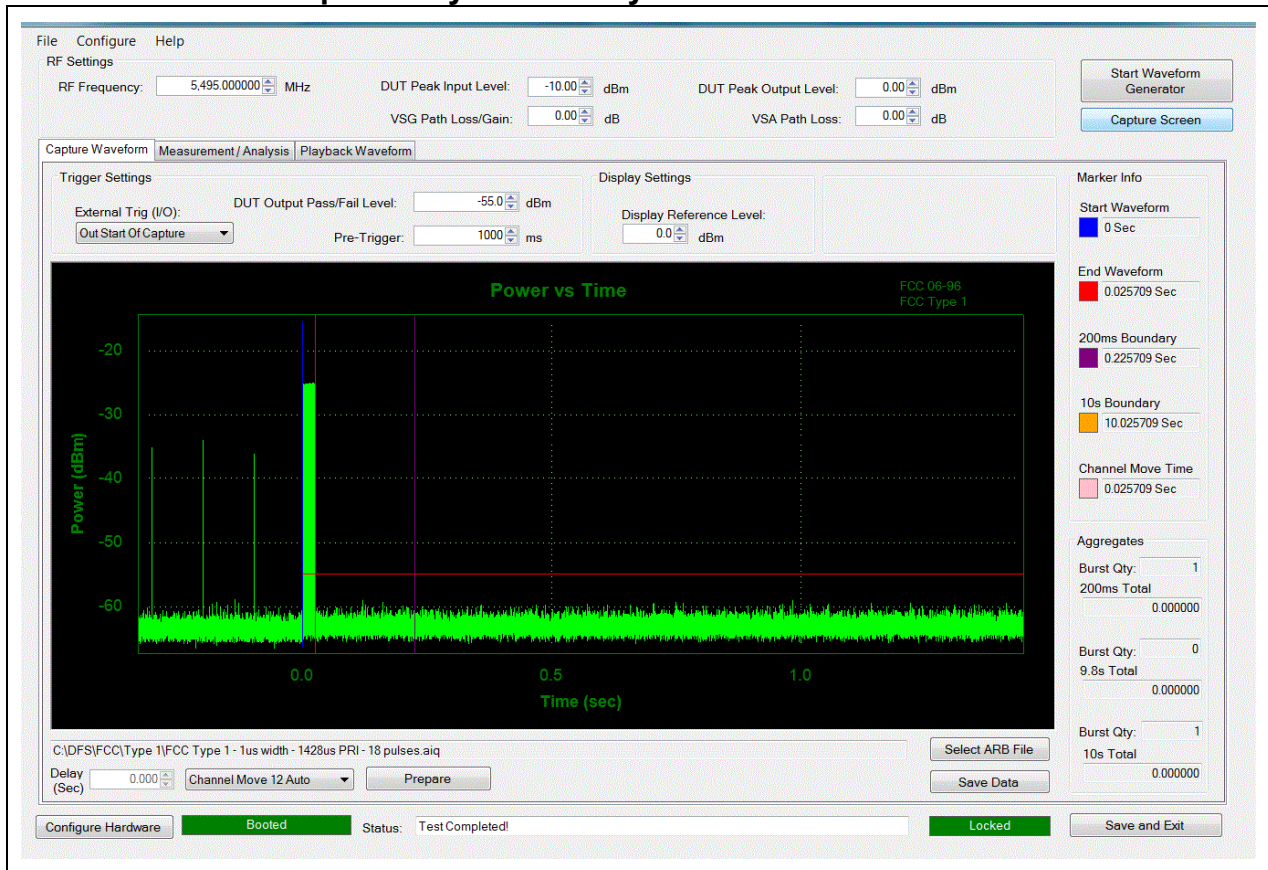 File Configure Help
RF Settings
RF Frequency: 5,495.000000 MHz DUT Peak Input Level: -10.00 dBm DUT Peak Output Level: 0.00 dBm
VSG Path Loss/Gain: 0.00 dB VSA Path Loss: 0.00 dB
Start Waveform
Generator
Capture Screen
Capture Waveform Measurement / Analysis Playback Waveform
Trigger Settings
External Trig (I/O):
Out Start Of Capture
DUT Output Pass/Fail Level: -55.0 dBm
Pre-Trigger: 1000 ms
Display Settings
Display Reference Level:
0.0 dBm
Power vs Time
FCC 06-96
FCC Type 1
Power (dBm)
-20
-30
-40
-50
-60
0.0 0.5 1.0
Time (sec)
Marker Info
Start Waveform
0 Sec
End Waveform
0.025709 Sec
200ms Boundary
0.225709 Sec
10s Boundary
10.025709 Sec
Channel Move Time
0.025709 Sec
Aggregates
Burst Qty: 1
200ms Total
0.000000
Burst Qty: 0
9.8s Total
0.000000
Burst Qty: 1
10s Total
0.000000
C:\DFS\FCC\Type 1\FCC Type 1 - 1us width - 1428us PRI - 18 pulses.aiq
Select ARB File
Delay
(Sec) 0.000 Channel Move 12 Auto Prepare
Save Data
Configure Hardware Booted Status: Test Completed! Locked Save and Exit